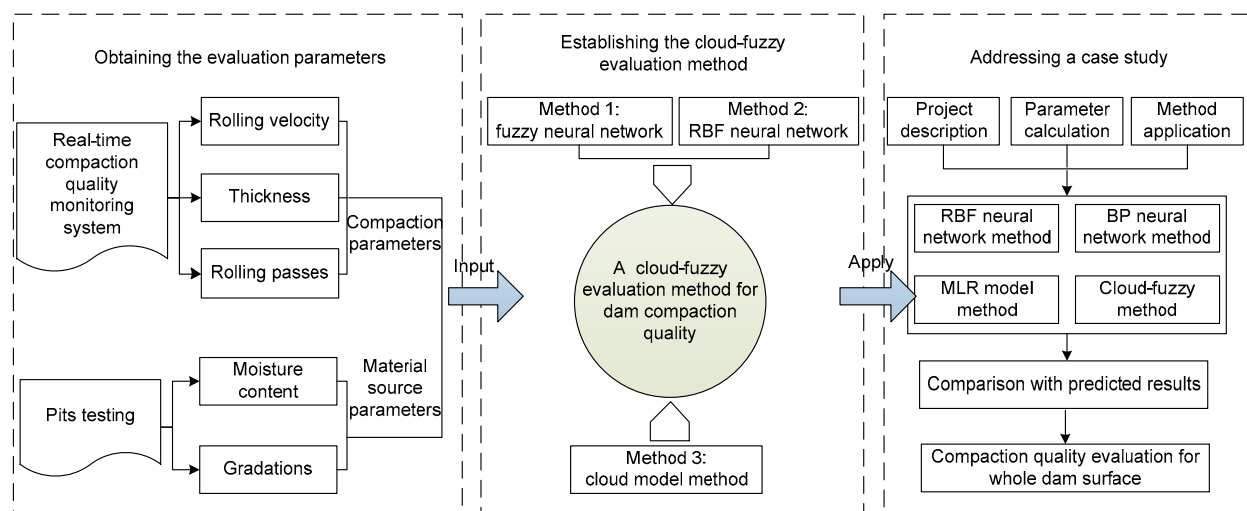 Obtaining the evaluation parameters
Real-time
compaction
quality
monitoring
system
Rolling velocity
Thickness
Rolling passes
Compaction
parameters
Pits testing
Moisture
content
Gradations
Material
source
parameters
Input
Establishing the cloud-fuzzy
evaluation method
Method 1:
fuzzy neural network
Method 2:
RBF neural network
A cloud-fuzzy
evaluation method for
dam compaction
quality
Method 3:
cloud model method
Apply
Addressing a case study
Project
description
Parameter
calculation
Method
application
RBF neural
network method
BP neural
network method
MLR model
method
Cloud-fuzzy
method
Comparison with predicted results
Compaction quality evaluation for
whole dam surface